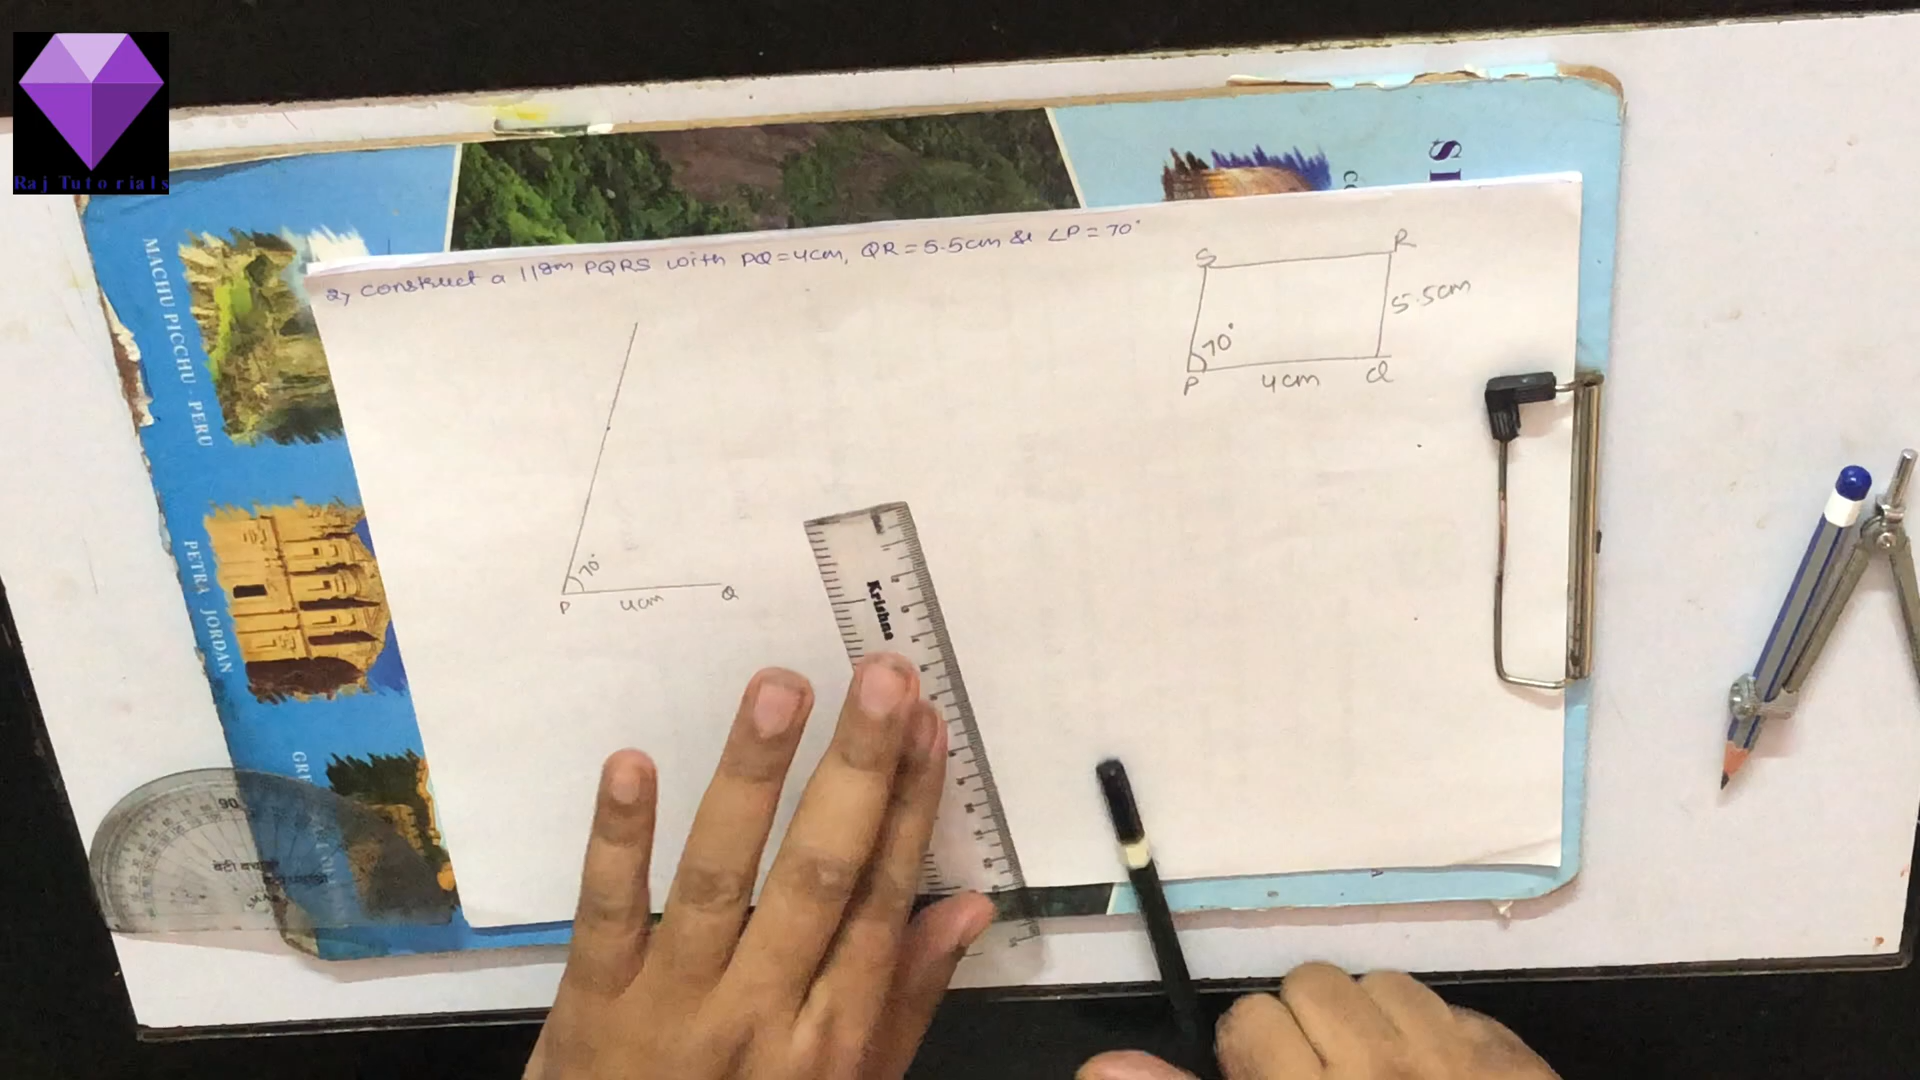 Raj Tutorials
2, construct a ||gm PQRS with PQ=4cm, QR=5.5cm & ∠P=70°
S R
5.5cm
70°
P 4cm Q
70°
P 4cm Q
Krishna
MACHU PICCHU - PERU
PETRA - JORDAN
90
बेटी